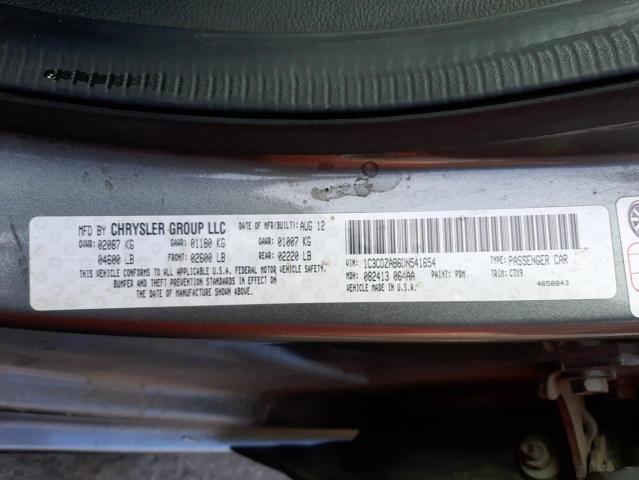 MFD BY CHRYSLER GROUP LLC DATE OF MFR(BUILT): AUG 12
GVWR: 02087 KG GAWR: 01180 KG GAWR: 01007 KG
04600 LB FRONT: 02600 LB REAR: 02220 LB
THIS VEHICLE CONFORMS TO ALL APPLICABLE U.S.A. FEDERAL MOTOR VEHICLE SAFETY,
BUMPER AND THEFT PREVENTION STANDARDS IN EFFECT ON
THE DATE OF MANUFACTURE SHOWN ABOVE.
VIN: 1C3CDZAB6DN541654 TYPE: PASSENGER CAR
MDH: 082413 064AA PAINT: PDM TRIM: CZX9
VEHICLE MADE IN U.S.A. 4658843